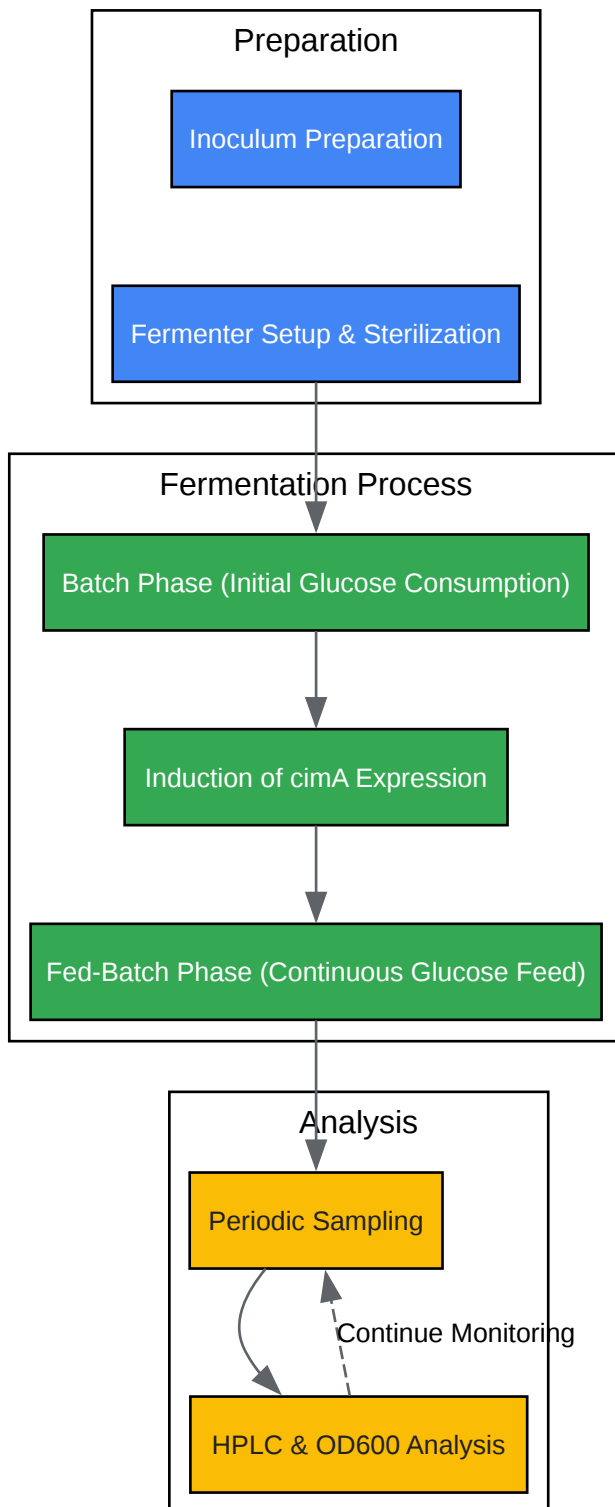 Preparation
Inoculum Preparation
Fermenter Setup & Sterilization
Fermentation Process
Batch Phase (Initial Glucose Consumption)
Induction of cimA Expression
Fed-Batch Phase (Continuous Glucose Feed)
Analysis
Periodic Sampling
Continue Monitoring
HPLC & OD600 Analysis